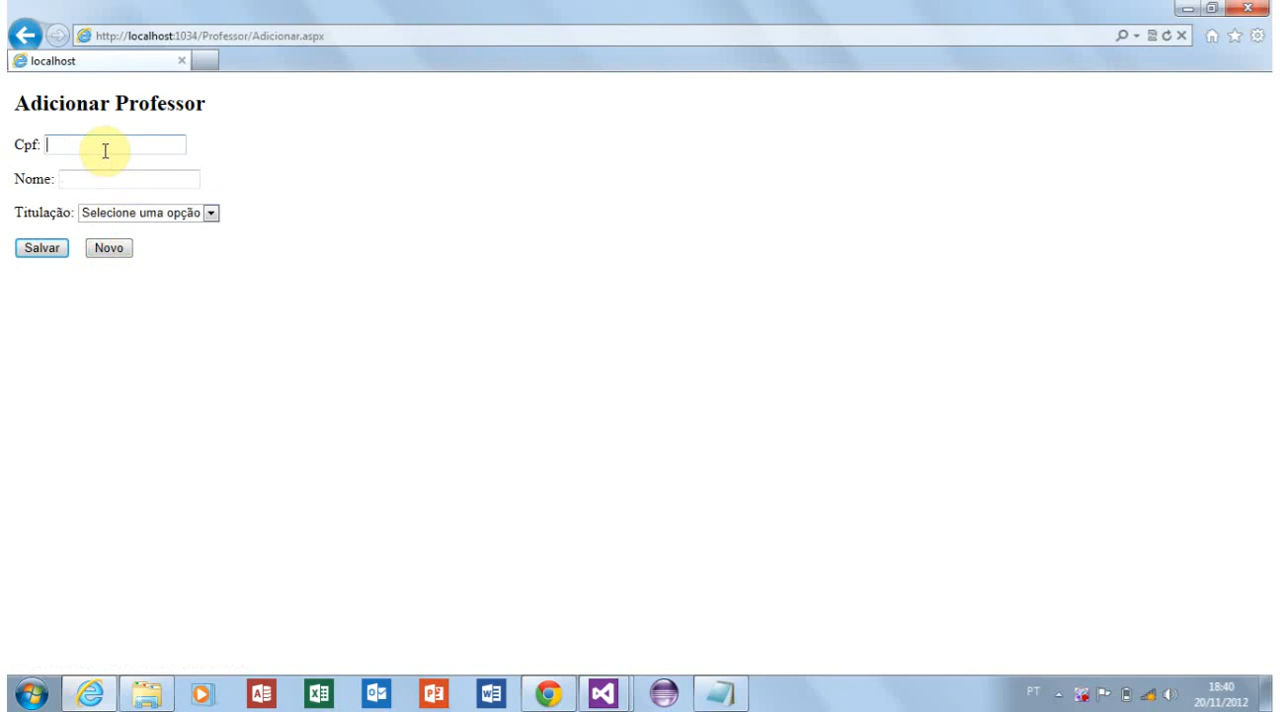 http://localhost:1034/Professor/Adicionar.aspx
localhost
Adicionar Professor
Cpf:
Nome:
Titulação: Selecione uma opção
Salvar Novo
PT
18:40
20/11/2012